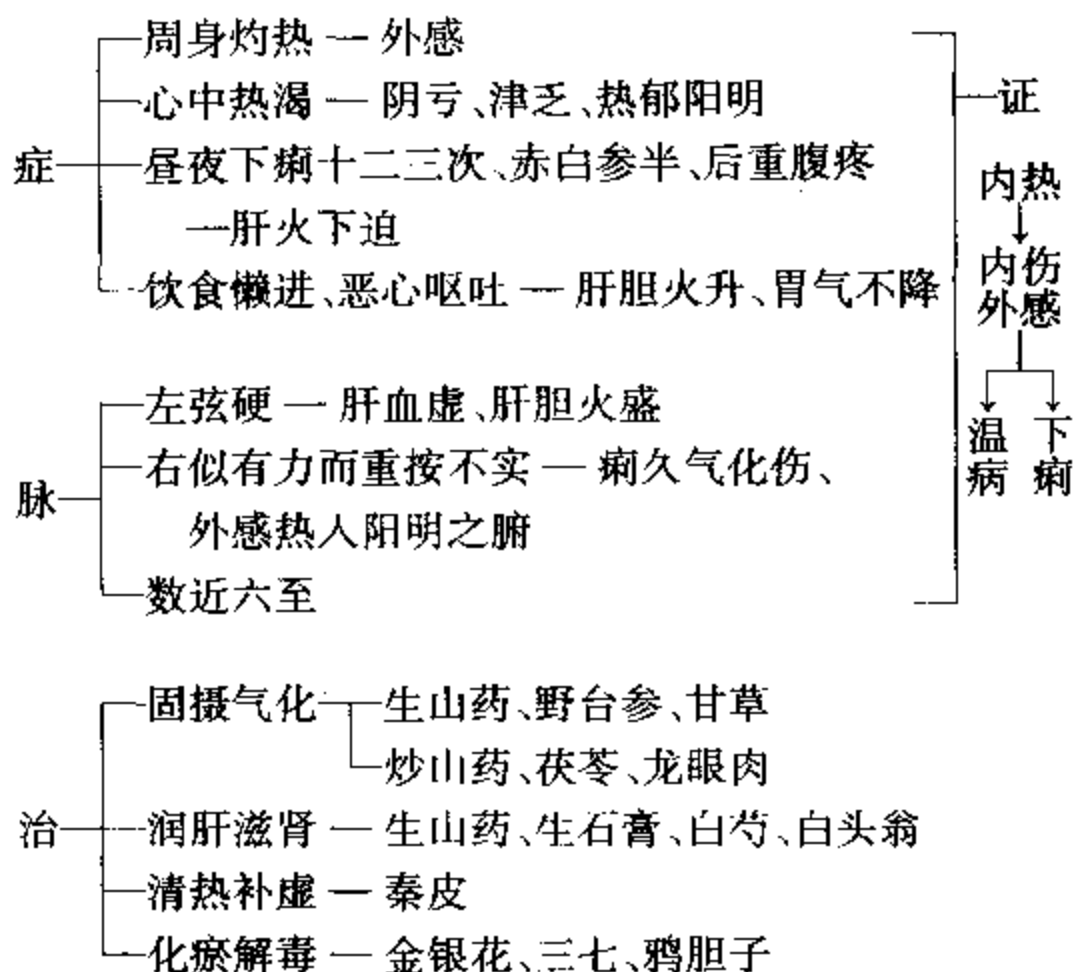 症
周身灼热 — 外感
心中热渴 — 阴亏、津乏、热郁阳明
昼夜下痢十二三次、赤白参半、后重腹疼
—肝火下迫
饮食懒进、恶心呕吐 — 肝胆火升、胃气不降
脉
左弦硬 — 肝血虚、肝胆火盛
右似有力而重按不实 — 痢久气化伤、
外感热人阳明之腑
数近六至
证
内热
内伤
外感
温病
下痢
治
固摄气化
生山药、野台参、甘草
炒山药、茯苓、龙眼肉
润肝滋肾 — 生山药、生石膏、白芍、白头翁
清热补虚 — 秦皮
化瘀解毒 — 金银花、三七、鸦胆子